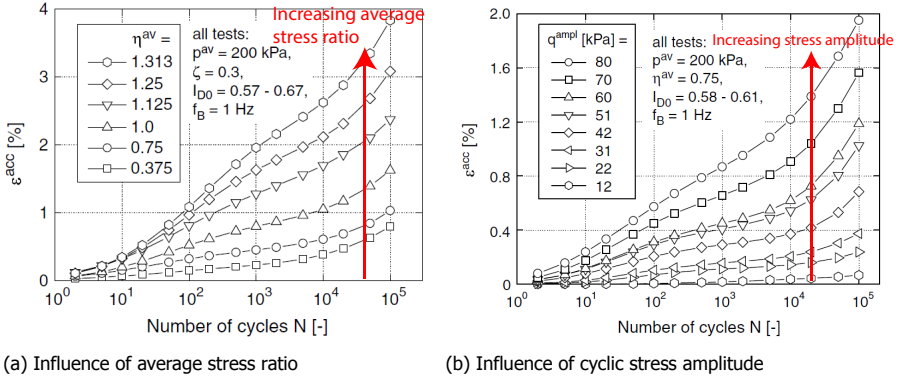 4
3
2
1
0
ε^acc [%]
η^av =
1.313
1.25
1.125
1.0
0.75
0.375
all tests:
p^av = 200 kPa,
ζ = 0.3,
I_D0 = 0.57 - 0.67,
f_B = 1 Hz
Increasing average
stress ratio
10^0 10^1 10^2 10^3 10^4 10^5
Number of cycles N [-]
(a) Influence of average stress ratio
2.0
1.6
1.2
0.8
0.4
0
ε^acc [%]
q^ampl [kPa] =
80
70
60
51
42
31
22
12
all tests:
p^av = 200 kPa,
η^av = 0.75,
I_D0 = 0.58 - 0.61,
f_B = 1 Hz
Increasing stress amplitude
10^0 10^1 10^2 10^3 10^4 10^5
Number of cycles N [-]
(b) Influence of cyclic stress amplitude